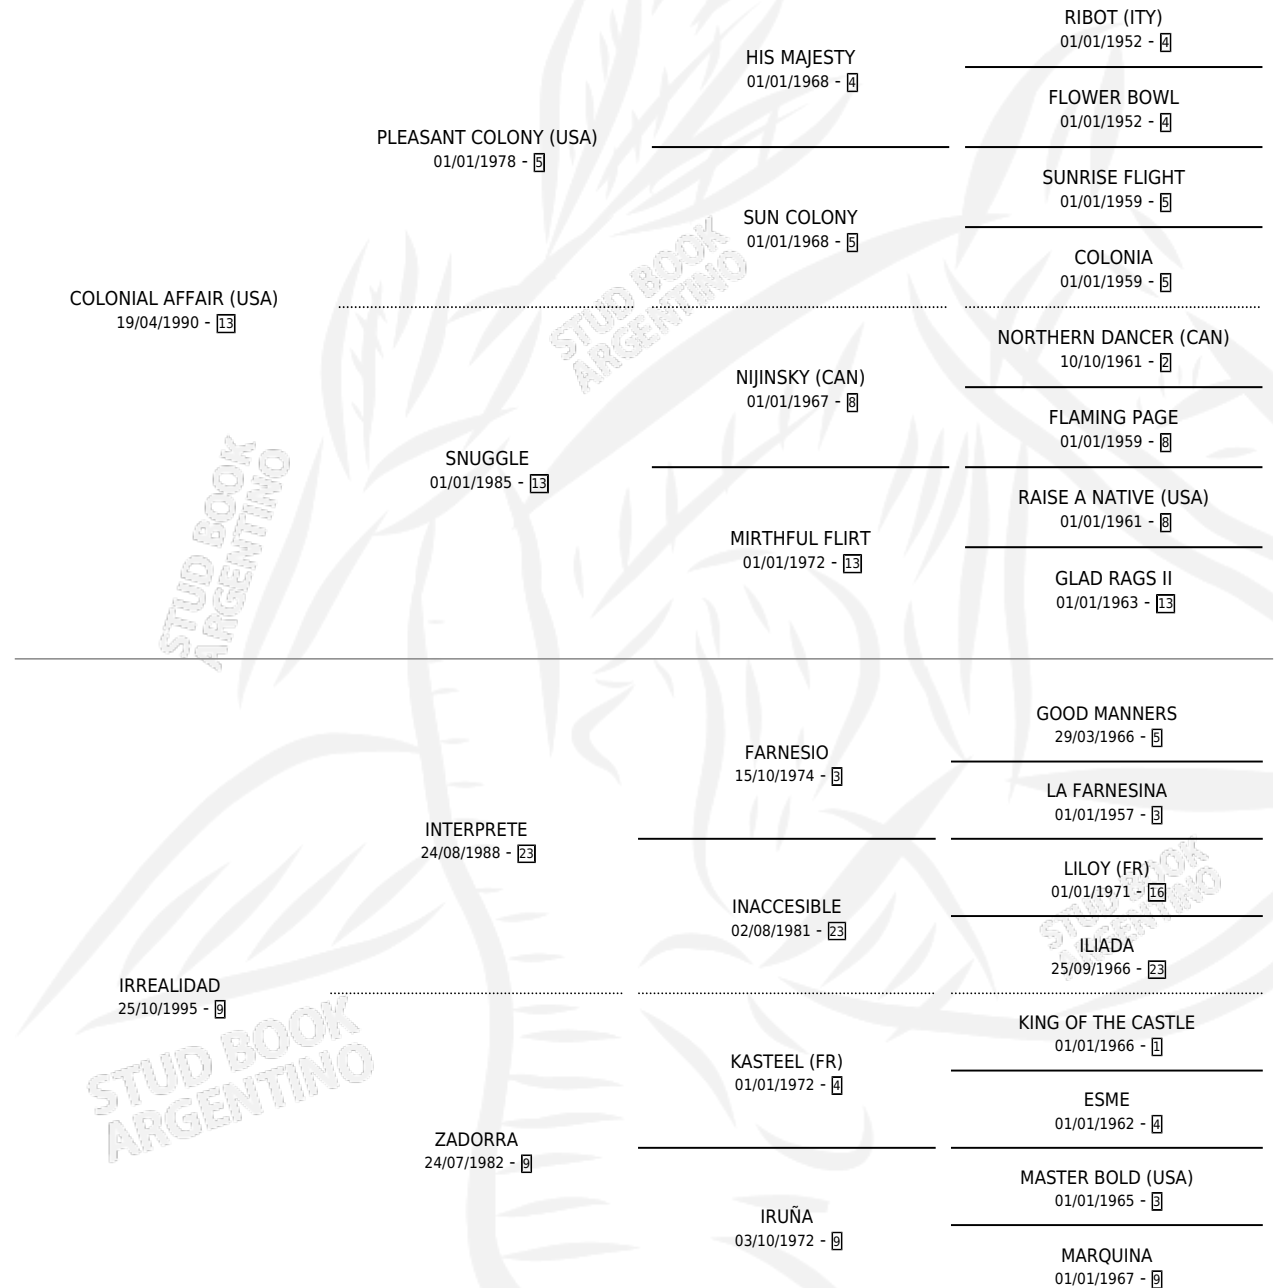 RIBOT (ITY)
01/01/1952 - 4
HIS MAJESTY
01/01/1968 - 4
FLOWER BOWL
01/01/1952 - 4
PLEASANT COLONY (USA)
01/01/1978 - 5
SUNRISE FLIGHT
01/01/1959 - 5
SUN COLONY
01/01/1968 - 5
COLONIA
01/01/1959 - 5
COLONIAL AFFAIR (USA)
19/04/1990 - 13
NORTHERN DANCER (CAN)
10/10/1961 - 2
NIJINSKY (CAN)
01/01/1967 - 8
FLAMING PAGE
01/01/1959 - 8
SNUGGLE
01/01/1985 - 13
RAISE A NATIVE (USA)
01/01/1961 - 8
MIRTHFUL FLIRT
01/01/1972 - 13
GLAD RAGS II
01/01/1963 - 13
GOOD MANNERS
29/03/1966 - 5
FARNESIO
15/10/1974 - 3
LA FARNESINA
01/01/1957 - 3
INTERPRETE
24/08/1988 - 23
LILOY (FR)
01/01/1971 - 16
INACCESIBLE
02/08/1981 - 23
ILIADA
25/09/1966 - 23
IRREALIDAD
25/10/1995 - 9
KING OF THE CASTLE
01/01/1966 - 1
KASTEEL (FR)
01/01/1972 - 4
ESME
01/01/1962 - 4
ZADORRA
24/07/1982 - 9
MASTER BOLD (USA)
01/01/1965 - 3
IRUÑA
03/10/1972 - 9
MARQUINA
01/01/1967 - 9
STUD BOOK
ARGENTINO
STUD BOOK
ARGENTINO
STUD BOOK
ARGENTINO
STUD BOOK
ARGENTINO